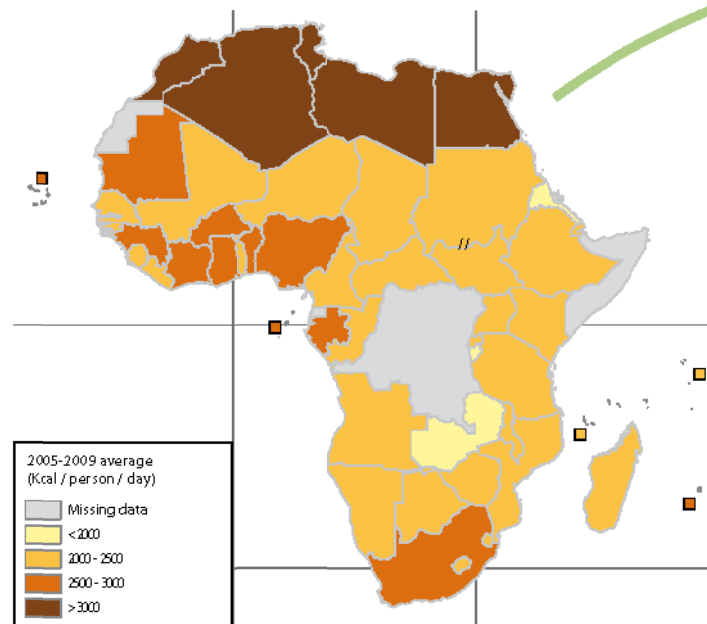 2005-2009 average
(Kcal / person / day)
Missing data
<2000
2000 - 2500
2500 - 3000
>3000